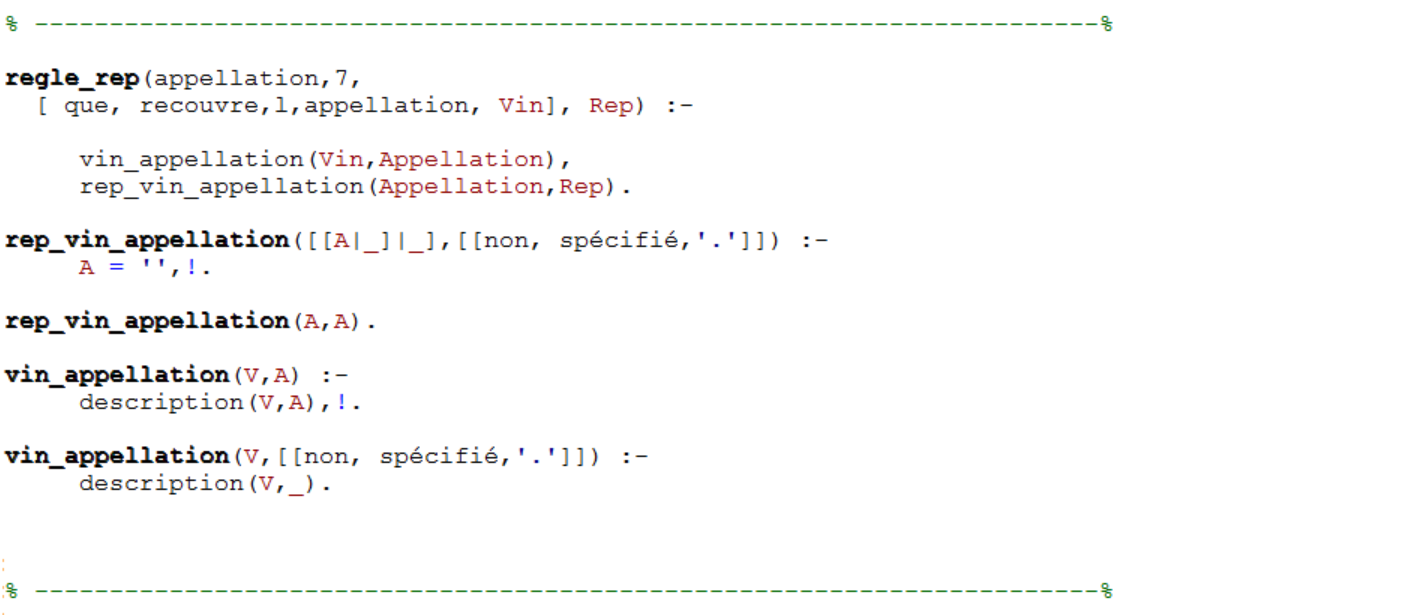 % -----------------------------------------------------------------------%
regle_rep(appellation,7,
  [ que, recouvre,l,appellation, Vin], Rep) :-
     vin_appellation(Vin,Appellation),
     rep_vin_appellation(Appellation,Rep).
rep_vin_appellation([[A|_]|_],[[non, spécifié,'.']]) :-
     A = '',!.
rep_vin_appellation(A,A).
vin_appellation(V,A) :-
     description(V,A),!.
vin_appellation(V,[[non, spécifié,'.']]) :-
     description(V,_).
% -----------------------------------------------------------------------%